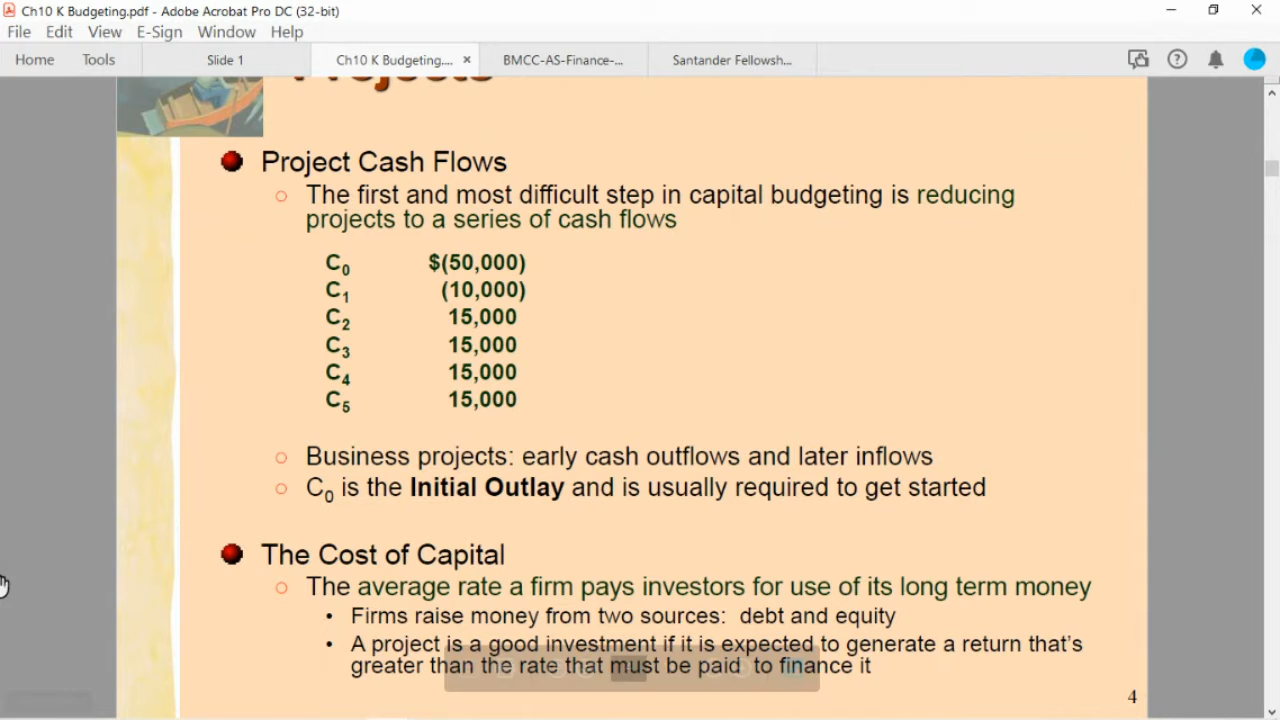 Ch10 K Budgeting.pdf - Adobe Acrobat Pro DC (32-bit)
File Edit View E-Sign Window Help
Home Tools Slide 1 Ch10 K Budgeting.... × BMCC-AS-Finance-... Santander Fellowsh...
Projects
Project Cash Flows
The first and most difficult step in capital budgeting is reducing
projects to a series of cash flows
C0 $(50,000)
C1 (10,000)
C2 15,000
C3 15,000
C4 15,000
C5 15,000
Business projects: early cash outflows and later inflows
C0 is the Initial Outlay and is usually required to get started
The Cost of Capital
The average rate a firm pays investors for use of its long term money
• Firms raise money from two sources: debt and equity
• A project is a good investment if it is expected to generate a return that's
greater than the rate that must be paid to finance it
4